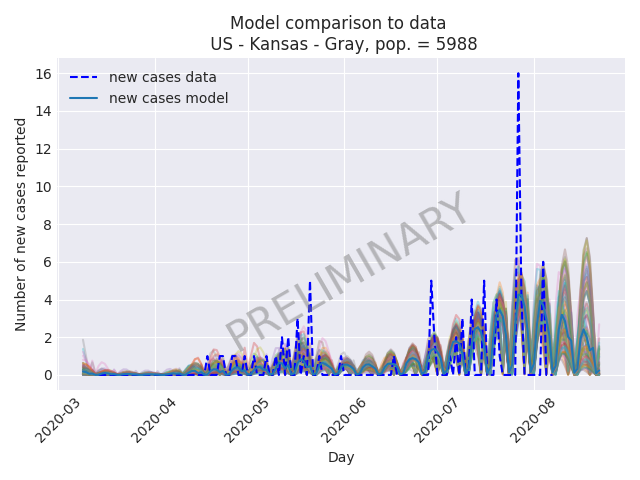 Model comparison to data
US - Kansas - Gray, pop. = 5988
new cases data
new cases model
Number of new cases reported
16
14
12
10
8
6
4
2
0
PRELIMINARY
2020-03
2020-04
2020-05
2020-06
2020-07
2020-08
Day